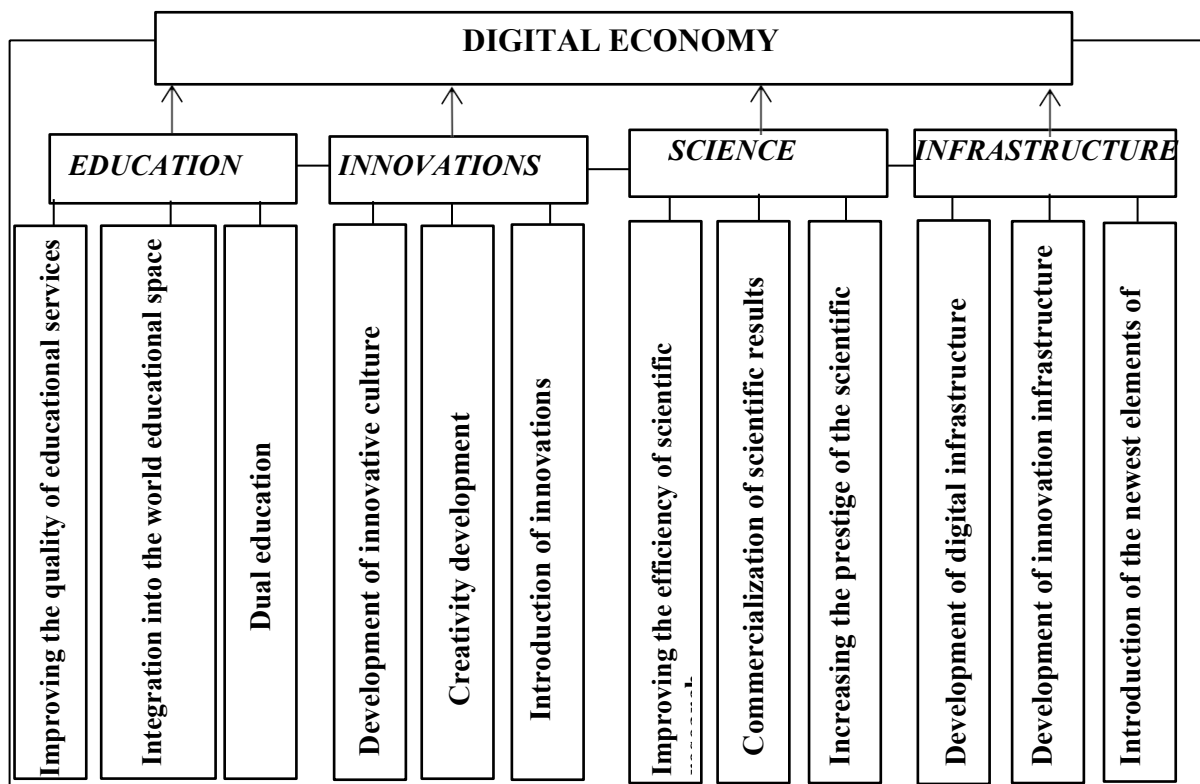 DIGITAL ECONOMY
EDUCATION
INNOVATIONS
SCIENCE
INFRASTRUCTURE
Improving the quality of educational services
Integration into the world educational space
Dual education
Development of innovative culture
Creativity development
Introduction of innovations
Improving the efficiency of scientific
Commercialization of scientific results
Increasing the prestige of the scientific
Development of digital infrastructure
Development of innovation infrastructure
Introduction of the newest elements of